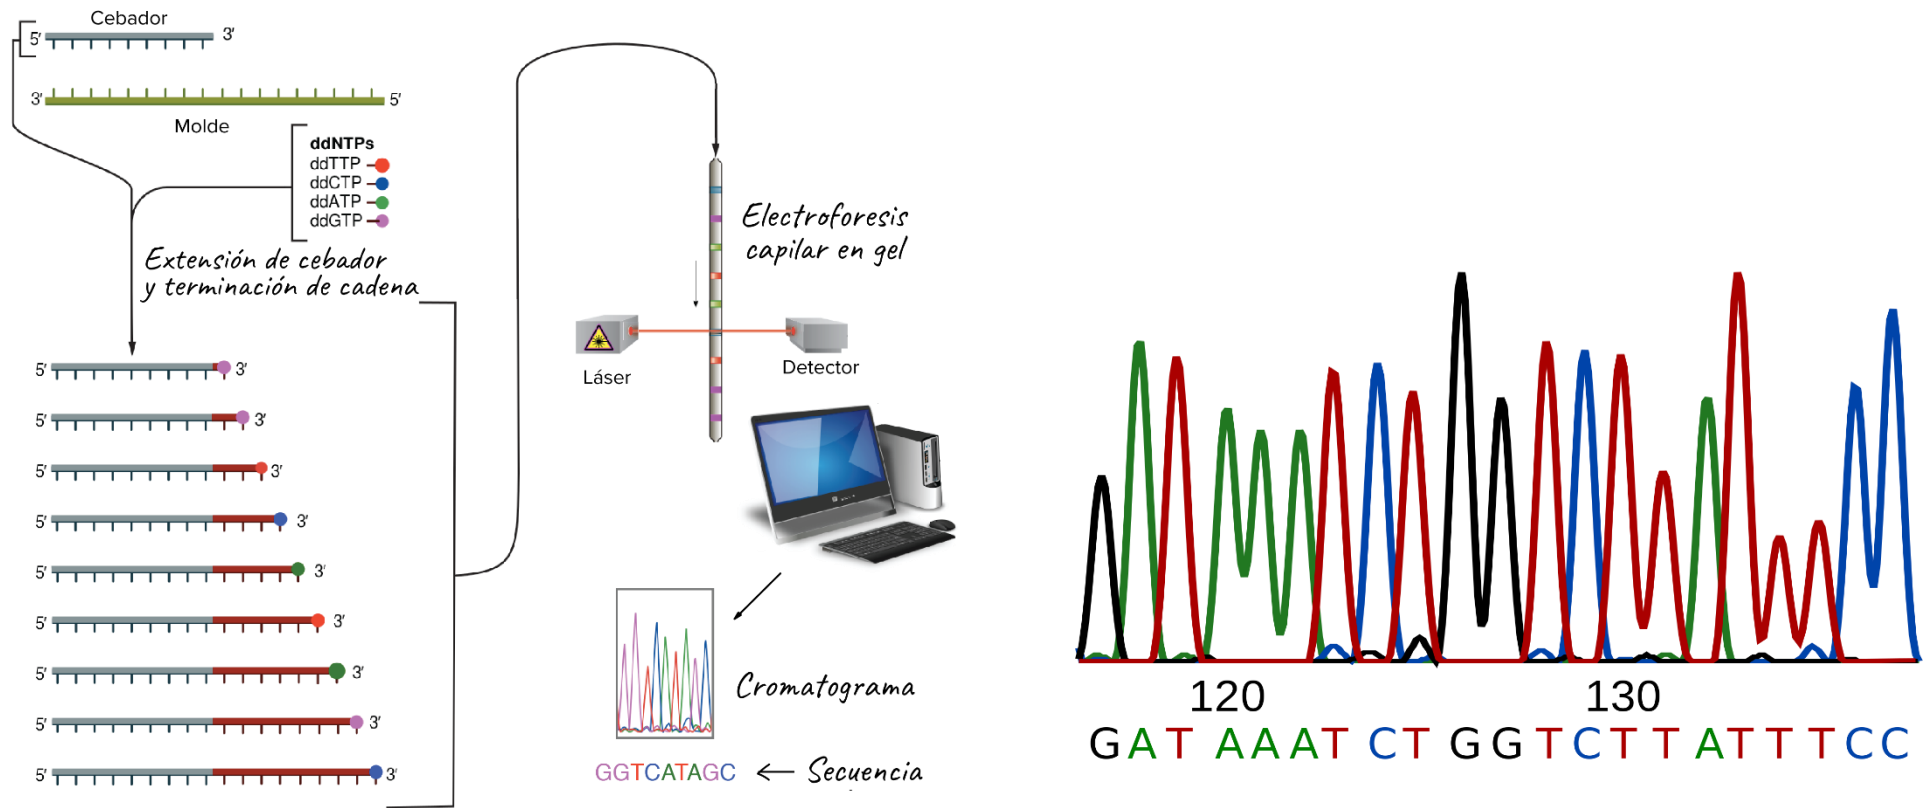 Cebador
5′ 3′
3′ 5′
Molde
ddNTPs
ddTTP
ddCTP
ddATP
ddGTP
Extensión de cebador
y terminación de cadena
5′ 3′
5′ 3′
5′ 3′
5′ 3′
5′ 3′
5′ 3′
5′ 3′
5′ 3′
5′ 3′
Electroforesis
capilar en gel
Láser
Detector
Cromatograma
GGTCATAGC
Secuencia
120 130
GAT AAAT CT GGTCTT ATTTCC